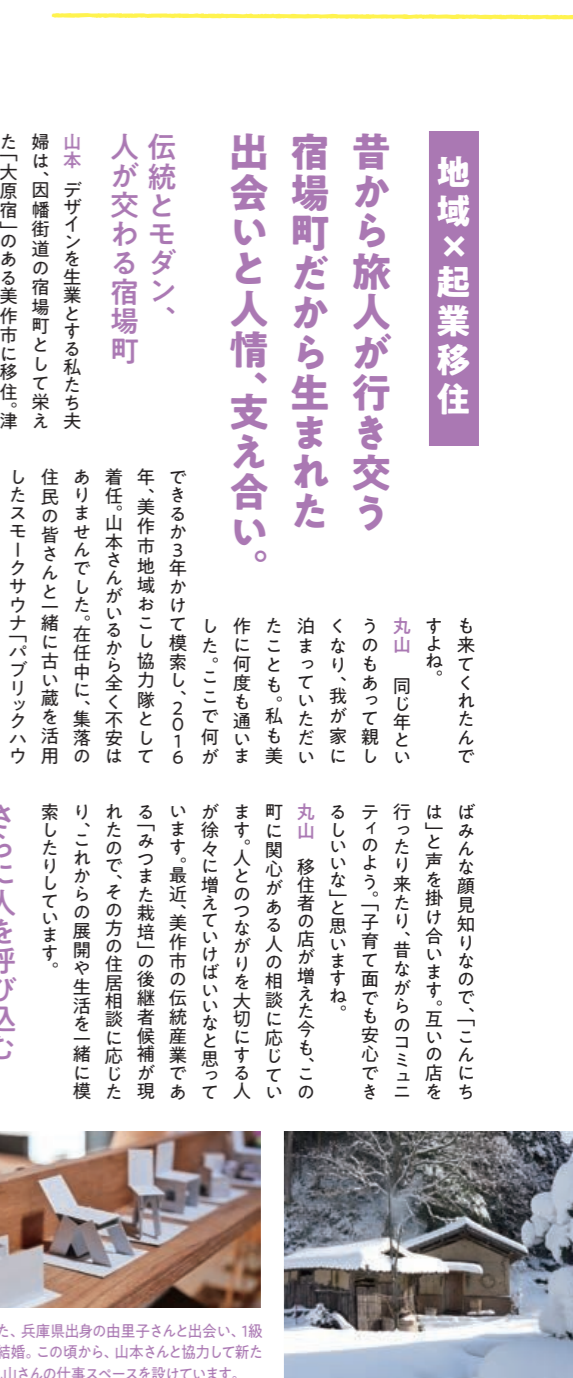 地域×起業移住
昔から旅人が行き交う
宿場町だから生まれた
出会いと人情、支え合い。
伝統とモダン、
人が交わる宿場町
山本 デザインを生業とする私たち夫
婦は、因幡街道の宿場町として栄え
た「大原宿」のある美作市に移住。津
も来てくれたんで
すよね。
丸山 同じ年とい
うのもあって親し
くなり、我が家に
泊まっていただい
たことも。私も美
作に何度も通いま
した。ここで何が
できるか3年かけて模索し、2016
年、美作市地域おこし協力隊として
着任。山本さんがいるから全く不安は
ありませんでした。在任中に、集落の
住民の皆さんと一緒に古い蔵を活用
したスモークサウナ「パブリックハウ
ばみんな顔見知りなので、「こんにち
は」と声を掛け合います。互いの店を
行ったり来たり、昔ながらのコミュニ
ティのよう。「子育て面でも安心でき
るしいいな」と思いますね。
丸山 移住者の店が増えた今も、この
町に関心がある人の相談に応じてい
ます。人とのつながりを大切にする人
が徐々に増えていけばいいなと思って
います。最近、美作市の伝統産業であ
る「みつまた栽培」の後継者候補が現
れたので、その方の住居相談に応じた
り、これからの展開や生活を一緒に模
索したりしています。
さらに人を呼び込む
た、兵庫県出身の由里子さんと出会い、1級
結婚。この頃から、山本さんと協力して新た
山さんの仕事スペースを設けています。